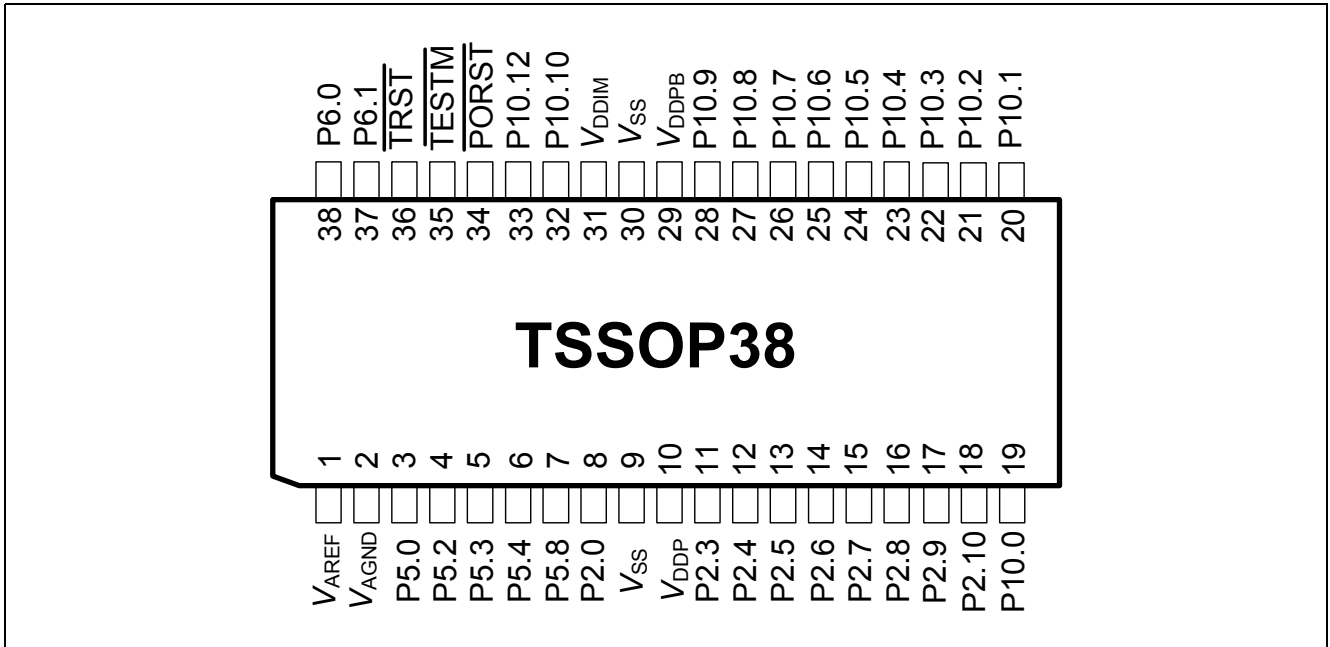 P6.0
P6.1
TRST
TESTM
PORST
P10.12
P10.10
VDDIM
VSS
VDDPB
P10.9
P10.8
P10.7
P10.6
P10.5
P10.4
P10.3
P10.2
P10.1
38
37
36
35
34
33
32
31
30
29
28
27
26
25
24
23
22
21
20
TSSOP38
1
2
3
4
5
6
7
8
9
10
11
12
13
14
15
16
17
18
19
VAREF
VAGND
P5.0
P5.2
P5.3
P5.4
P5.8
P2.0
VSS
VDDP
P2.3
P2.4
P2.5
P2.6
P2.7
P2.8
P2.9
P2.10
P10.0